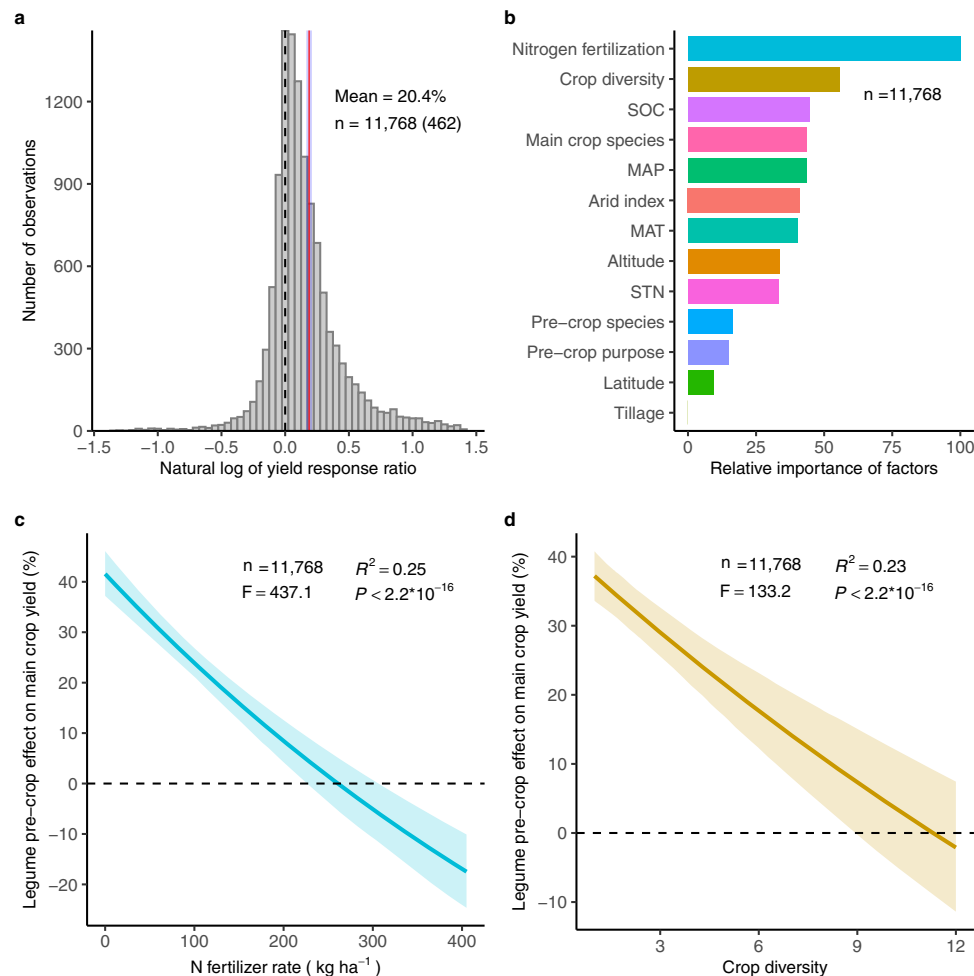 a
Number of observations
1200
900
600
300
0
Mean = 20.4%
n = 11,768 (462)
−1.5 −1.0 −0.5 0.0 0.5 1.0 1.5
Natural log of yield response ratio
b
Nitrogen fertilization
Crop diversity
SOC
Main crop species
MAP
Arid index
MAT
Altitude
STN
Pre−crop species
Pre−crop purpose
Latitude
Tillage
n =11,768
0 25 50 75 100
Relative importance of factors
c
Legume pre−crop effect on main crop yield (%)
40
30
20
10
0
−10
−20
n = 11,768 R² = 0.25
F = 437.1 P < 2.2*10⁻¹⁶
0 100 200 300 400
N fertilizer rate ( kg ha⁻¹)
d
Legume pre−crop effect on main crop yield (%)
40
30
20
10
0
−10
n = 11,768 R² = 0.23
F = 133.2 P < 2.2*10⁻¹⁶
3 6 9 12
Crop diversity